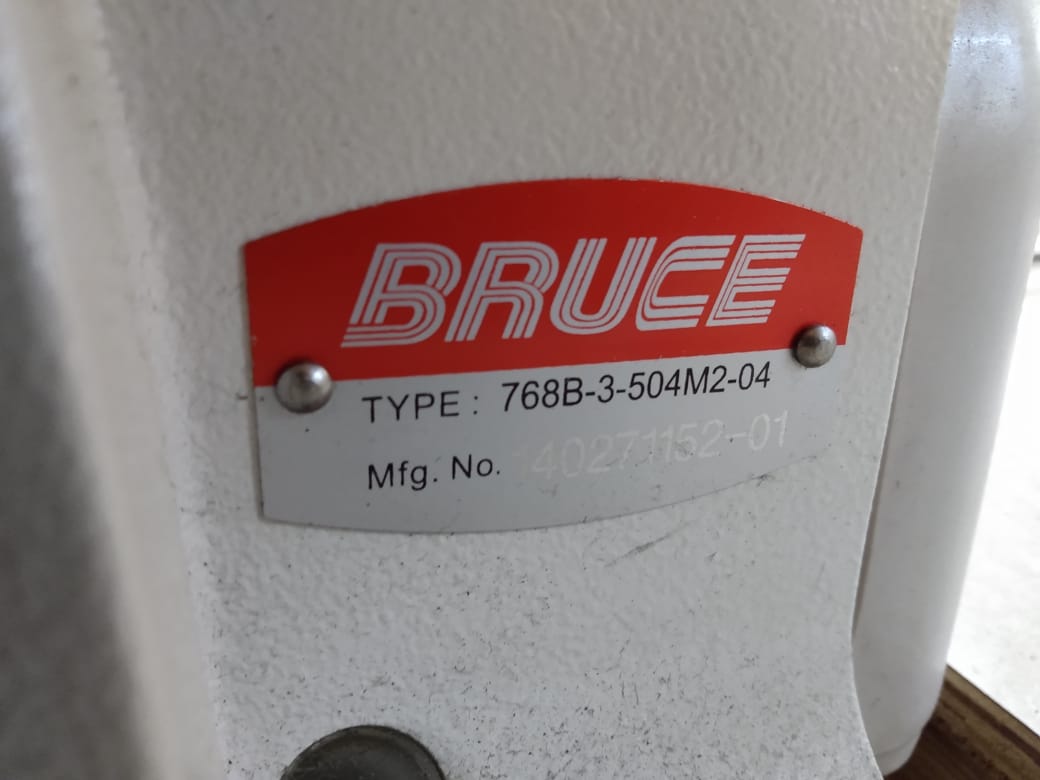 BRUCE
TYPE : 768B-3-504M2-04
Mfg. No. 140271152-01